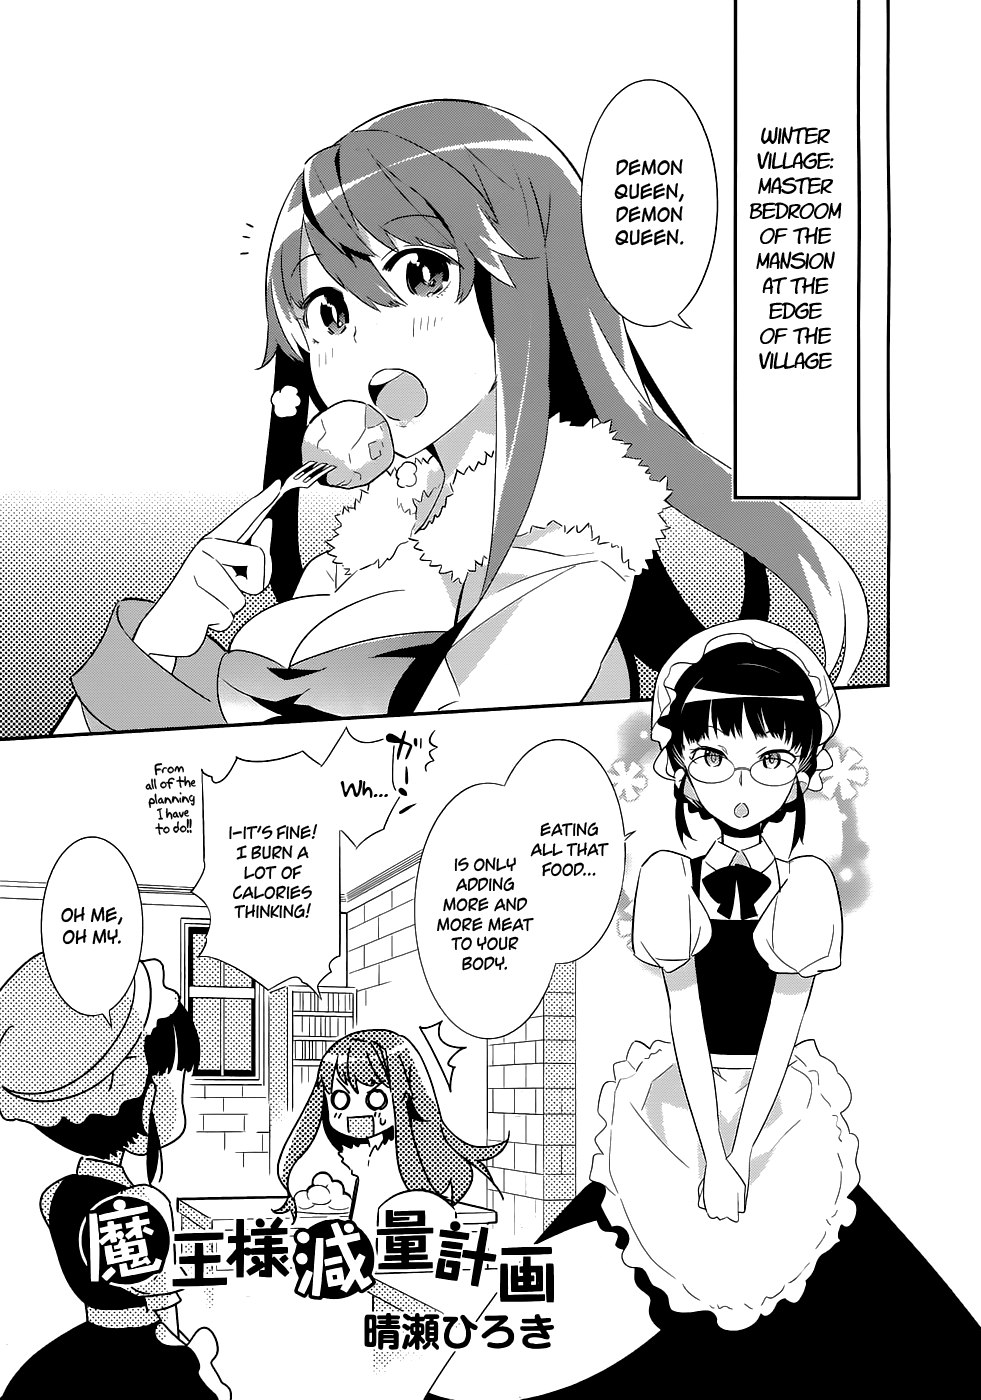 WINTER
VILLAGE:
MASTER
BEDROOM
OF THE
MANSION
AT THE
EDGE
OF THE
VILLAGE
DEMON
QUEEN,
DEMON
QUEEN.
EATING
ALL THAT
FOOD...
IS ONLY
ADDING
MORE AND
MORE MEAT
TO YOUR
BODY.
ガーン
Wh...
I-IT'S FINE!
I BURN A
LOT OF
CALORIES
THINKING!
From
all of the
planning
I have
to do!!
OH ME,
OH MY.
魔王様減量計画
晴瀬ひろき